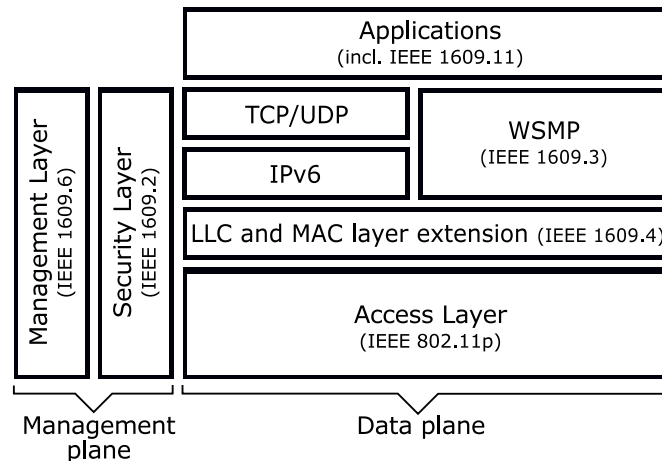 Applications
(incl. IEEE 1609.11)
TCP/UDP
WSMP
(IEEE 1609.3)
IPv6
LLC and MAC layer extension (IEEE 1609.4)
Access Layer
(IEEE 802.11p)
Management Layer
(IEEE 1609.6)
Security Layer
(IEEE 1609.2)
Management
plane
Data plane